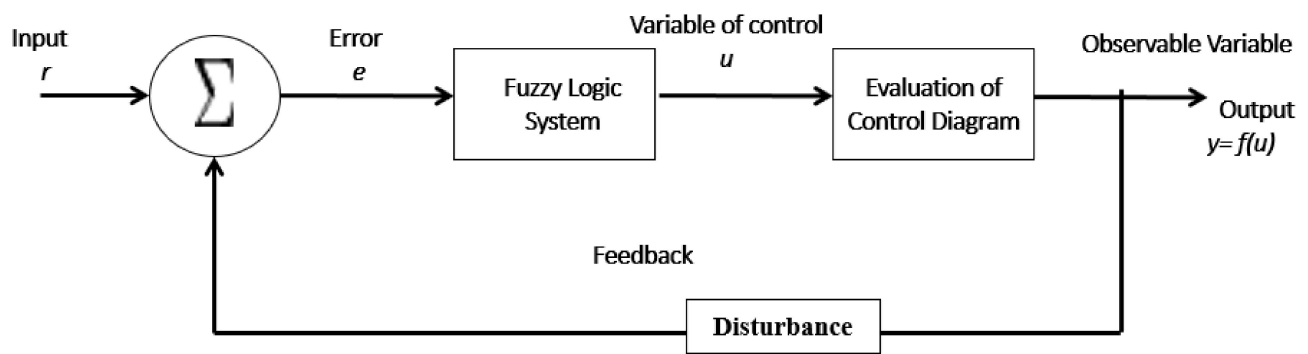 Input
r
Σ
Error
e
Fuzzy Logic
System
Variable of control
u
Evaluation of
Control Diagram
Observable Variable
Output
y= f(u)
Feedback
Disturbance